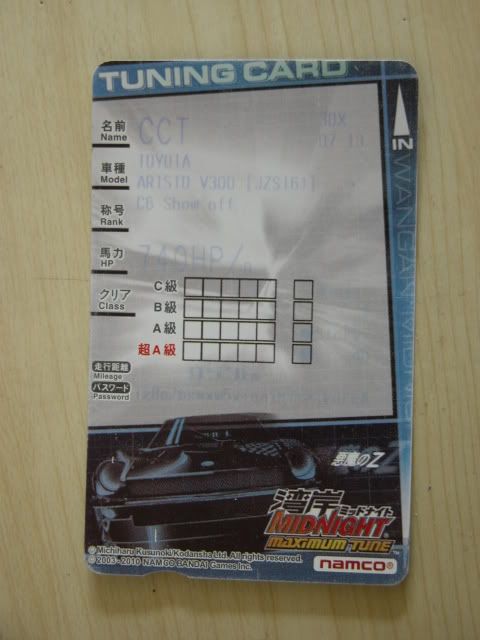 TUNING CARD
名前
Name
CCT
車種
Model
TOYOTA
ARISTO V300 [JZS161]
称号
Rank
C6 Show off
馬力
HP
740HP/
クリア
Class
C級
B級
A級
超A級
走行距離
Mileage
パスワード
Password
IN
WANGAN MIDN
悪魔のZ
湾岸
ミッドナイト
MIDNIGHT
MAXIMUM TUNE
TM
© Michiharu Kusunoki/Kodansha Ltd. All rights reserved.
© 2003-2010 NAMCO BANDAI Games Inc.
namco®